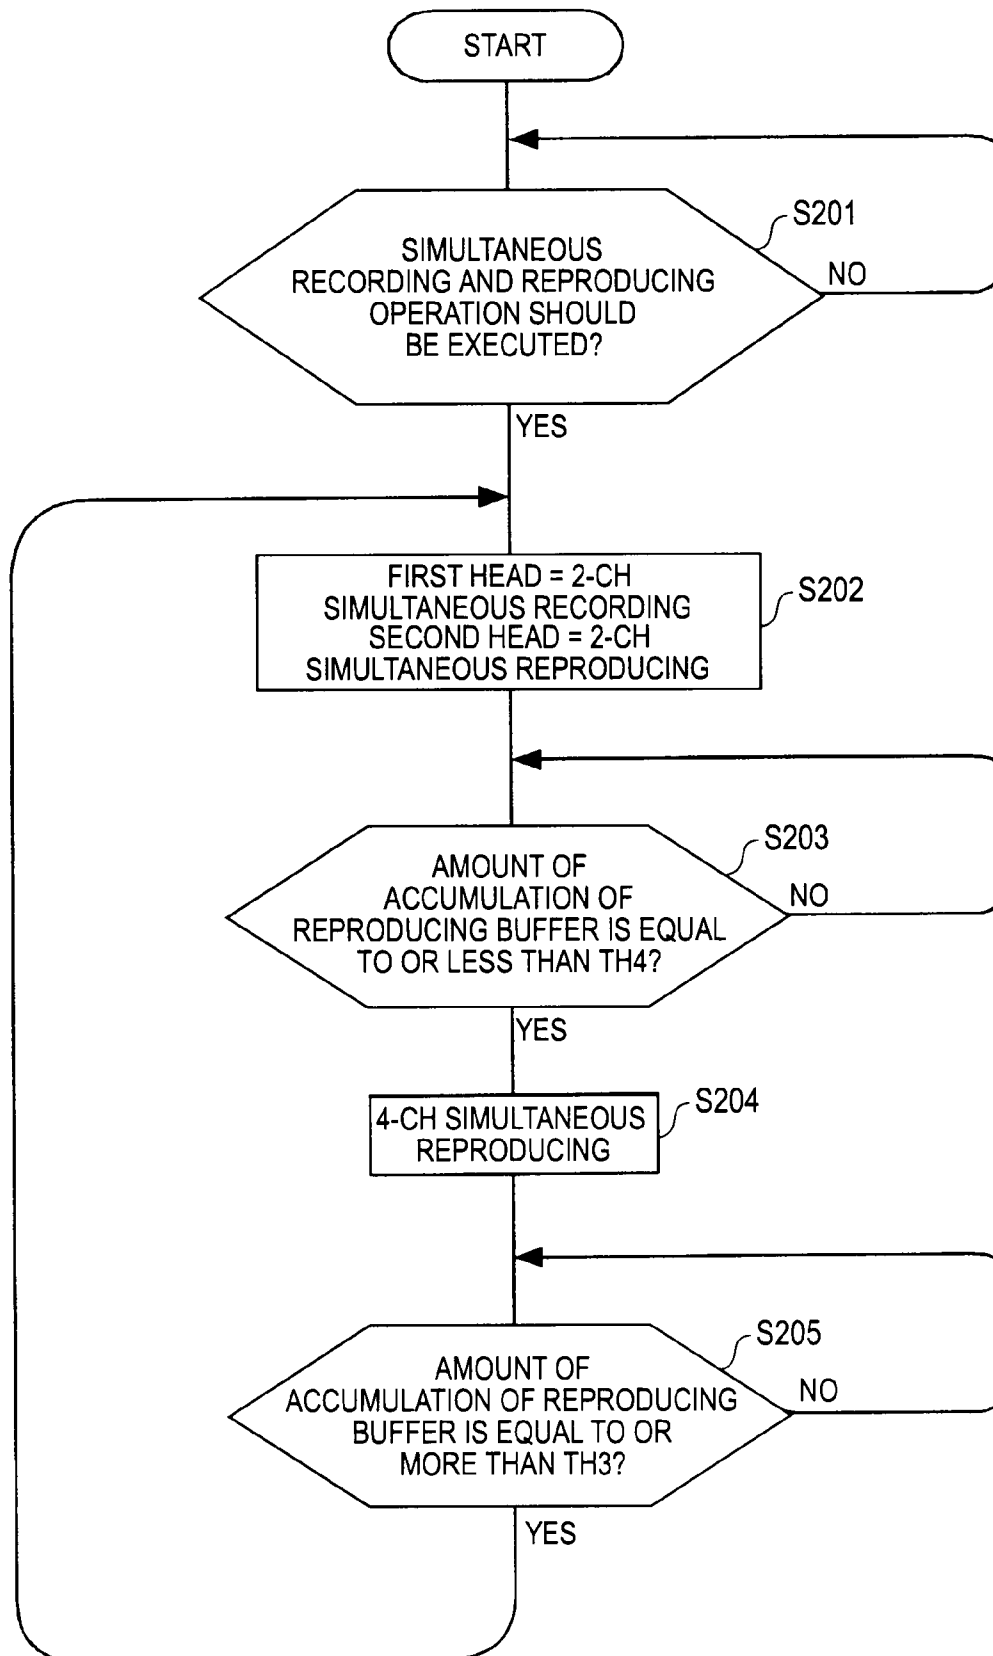 START
S201
SIMULTANEOUS
RECORDING AND REPRODUCING
OPERATION SHOULD
BE EXECUTED?
NO
YES
FIRST HEAD = 2-CH
SIMULTANEOUS RECORDING
SECOND HEAD = 2-CH
SIMULTANEOUS REPRODUCING
S202
S203
AMOUNT OF
ACCUMULATION OF
REPRODUCING BUFFER IS EQUAL
TO OR LESS THAN TH4?
NO
YES
S204
4-CH SIMULTANEOUS
REPRODUCING
S205
AMOUNT OF
ACCUMULATION OF REPRODUCING
BUFFER IS EQUAL TO OR
MORE THAN TH3?
NO
YES